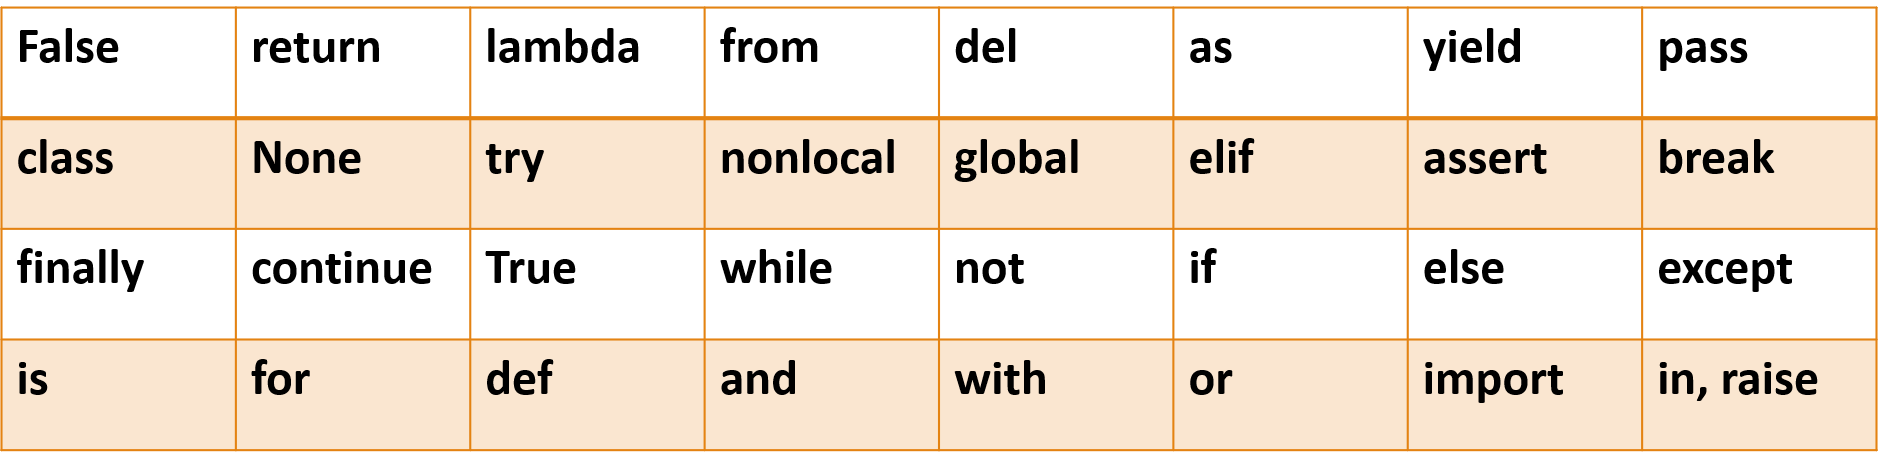 False return lambda from del as yield pass
class None try nonlocal global elif assert break
finally continue True while not if else except
is for def and with or import in, raise